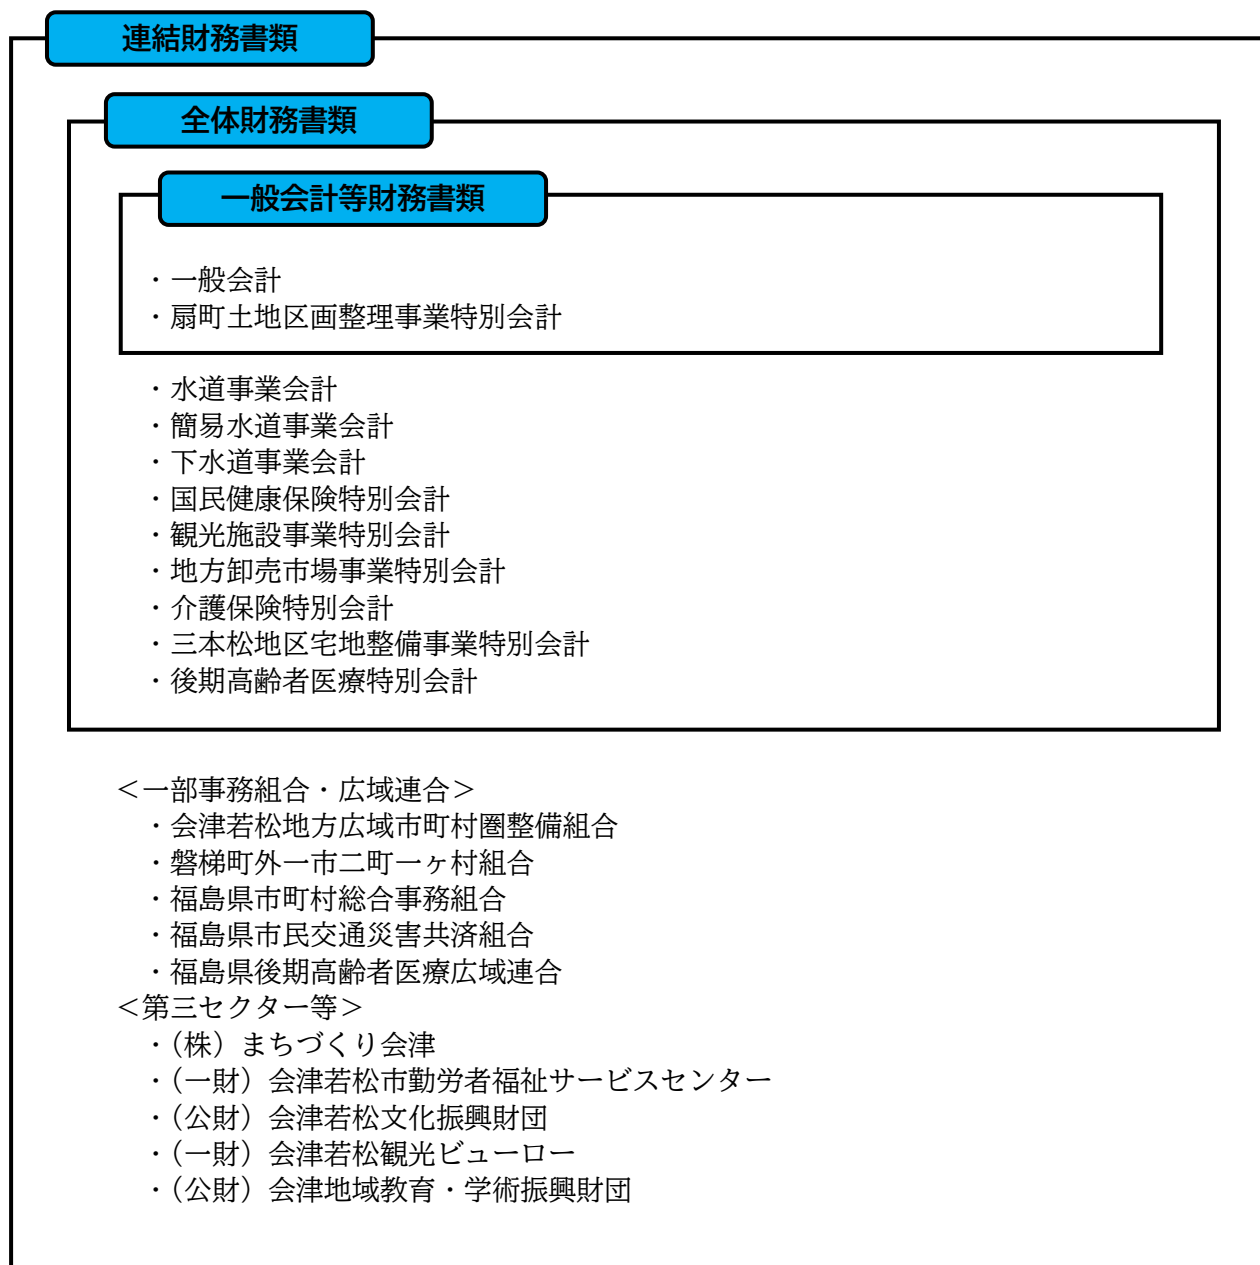 連結財務書類
全体財務書類
一般会計等財務書類
・一般会計
・扇町土地区画整理事業特別会計
・水道事業会計
・簡易水道事業会計
・下水道事業会計
・国民健康保険特別会計
・観光施設事業特別会計
・地方卸売市場事業特別会計
・介護保険特別会計
・三本松地区宅地整備事業特別会計
・後期高齢者医療特別会計
＜一部事務組合・広域連合＞
・会津若松地方広域市町村圏整備組合
・磐梯町外一市二町一ヶ村組合
・福島県市町村総合事務組合
・福島県市民交通災害共済組合
・福島県後期高齢者医療広域連合
＜第三セクター等＞
・（株）まちづくり会津
・（一財）会津若松市勤労者福祉サービスセンター
・（公財）会津若松文化振興財団
・（一財）会津若松観光ビューロー
・（公財）会津地域教育・学術振興財団